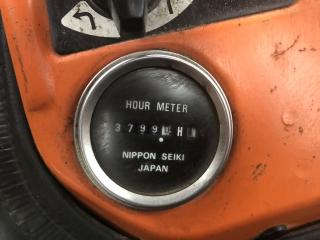 HOUR METER
3799
NIPPON SEIKI
JAPAN